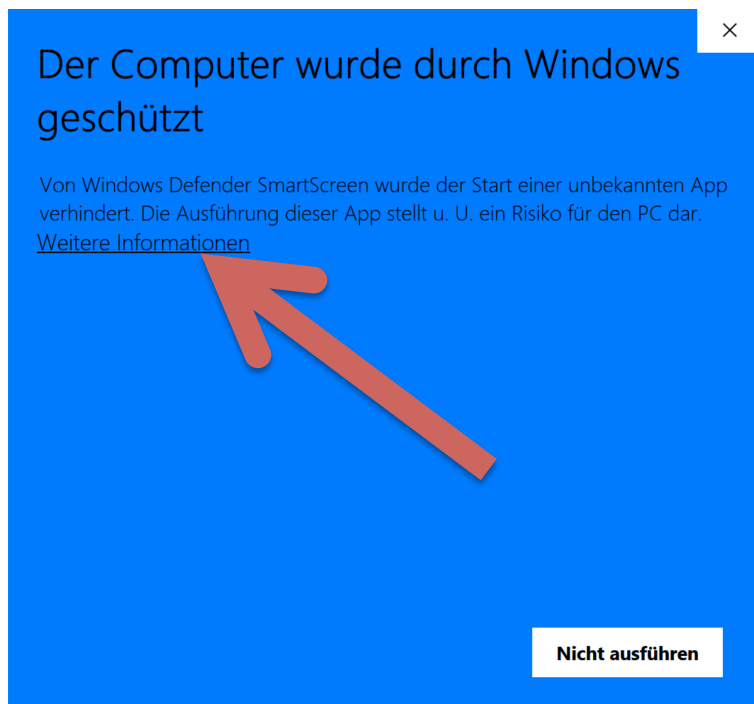 Der Computer wurde durch Windows
geschützt
Von Windows Defender SmartScreen wurde der Start einer unbekannten App
verhindert. Die Ausführung dieser App stellt u. U. ein Risiko für den PC dar.
Weitere Informationen
Nicht ausführen